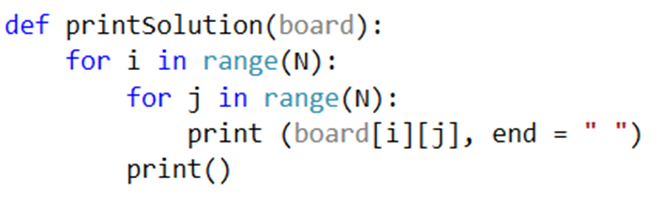 def printSolution(board):
    for i in range(N):
        for j in range(N):
            print (board[i][j], end = " ")
        print()